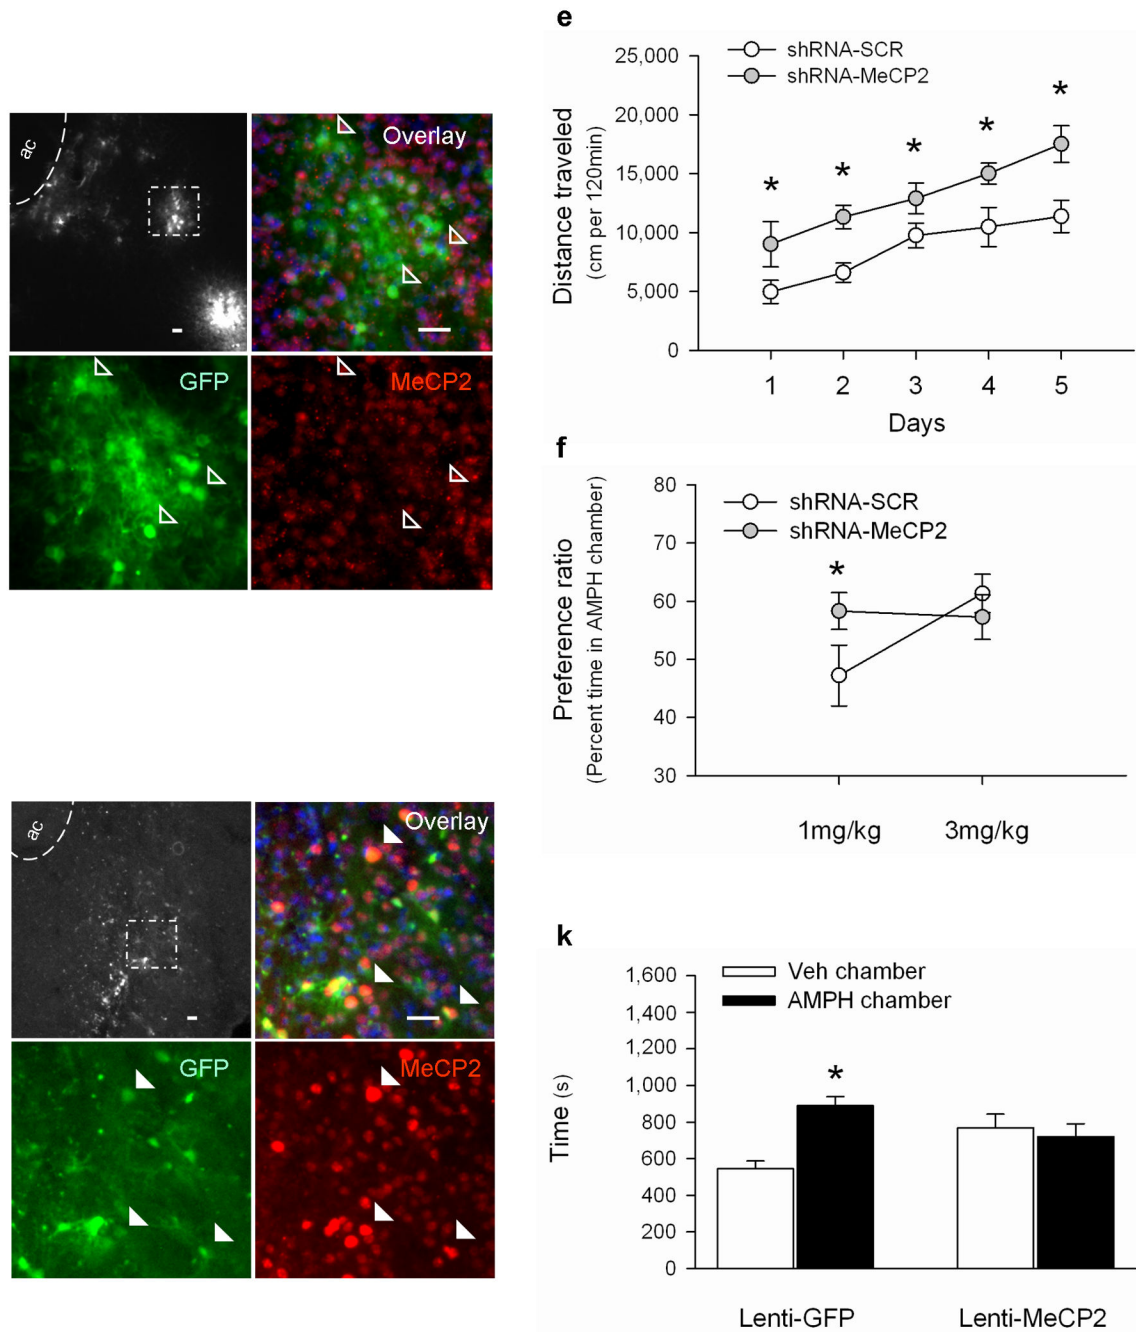 ac
Overlay
GFP
MeCP2
e
25,000
20,000
15,000
10,000
5,000
0
Distance traveled
(cm per 120min)
shRNA-SCR
shRNA-MeCP2
*
*
*
*
*
1 2 3 4 5
Days
f
80
70
60
50
40
30
Preference ratio
(Percent time in AMPH chamber)
shRNA-SCR
shRNA-MeCP2
*
1mg/kg 3mg/kg
ac
Overlay
GFP
MeCP2
k
1,600
1,400
1,200
1,000
800
600
400
200
0
Time (s)
Veh chamber
AMPH chamber
*
Lenti-GFP Lenti-MeCP2